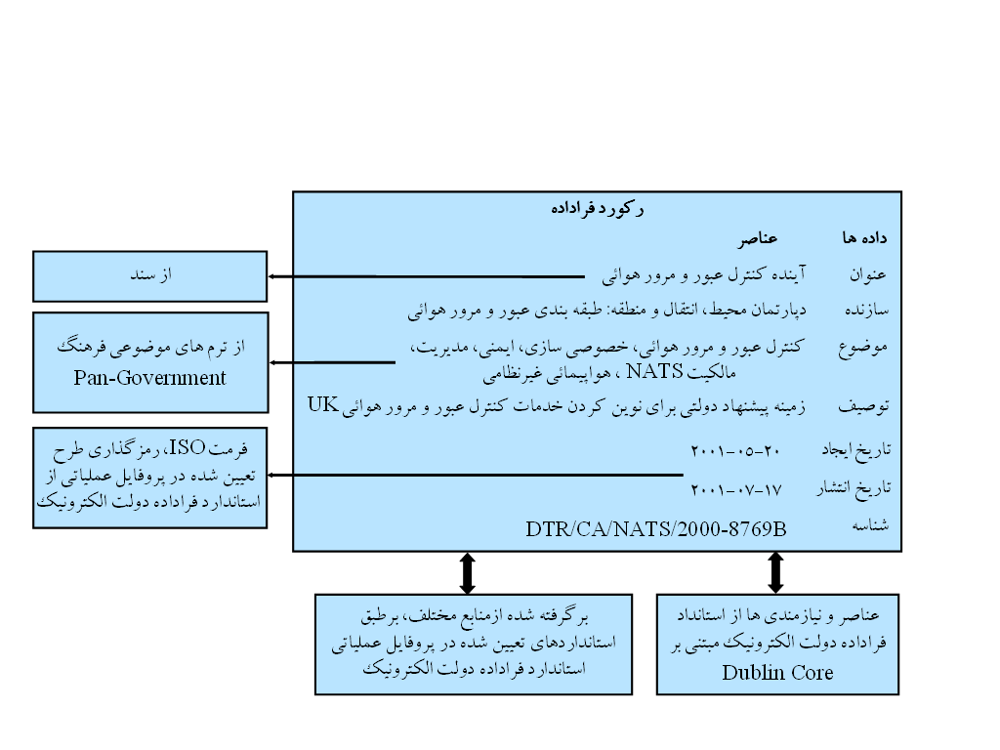 رکورد فراداده
داده ها عناصر
عنوان آینده کنترل عبور و مرور هوائی
سازنده دپارتمان محیط، انتقال و منطقه: طبقه بندی عبور و مرور هوائی
موضوع کنترل عبور و مرور هوائی، خصوصی سازی، ایمنی، مدیریت،
مالکیت NATS ، هواپیمائی غیرنظامی
توصیف زمینه پیشنهاد دولتی برای نوین کردن خدمات کنترل عبور و مرور هوائی UK
تاریخ ایجاد ۲۰-۰۵-۲۰۰۱
تاریخ انتشار ۱۷-۰۷-۲۰۰۱
شناسه DTR/CA/NATS/2000-8769B
از سند
از ترم های موضوعی فرهنگ
Pan-Government
فرمت ISO، رمزگذاری طرح
تعیین شده در پروفایل عملیاتی از
استاندارد فراداده دولت الکترونیک
عناصر و نیازمندی ها از استانداد
فراداده دولت الکترونیک مبتنی بر
Dublin Core
برگرفته شده ازمنابع مختلف، برطبق
استانداردهای تعیین شده در پروفایل عملیاتی
استاندارد فراداده دولت الکترونیک